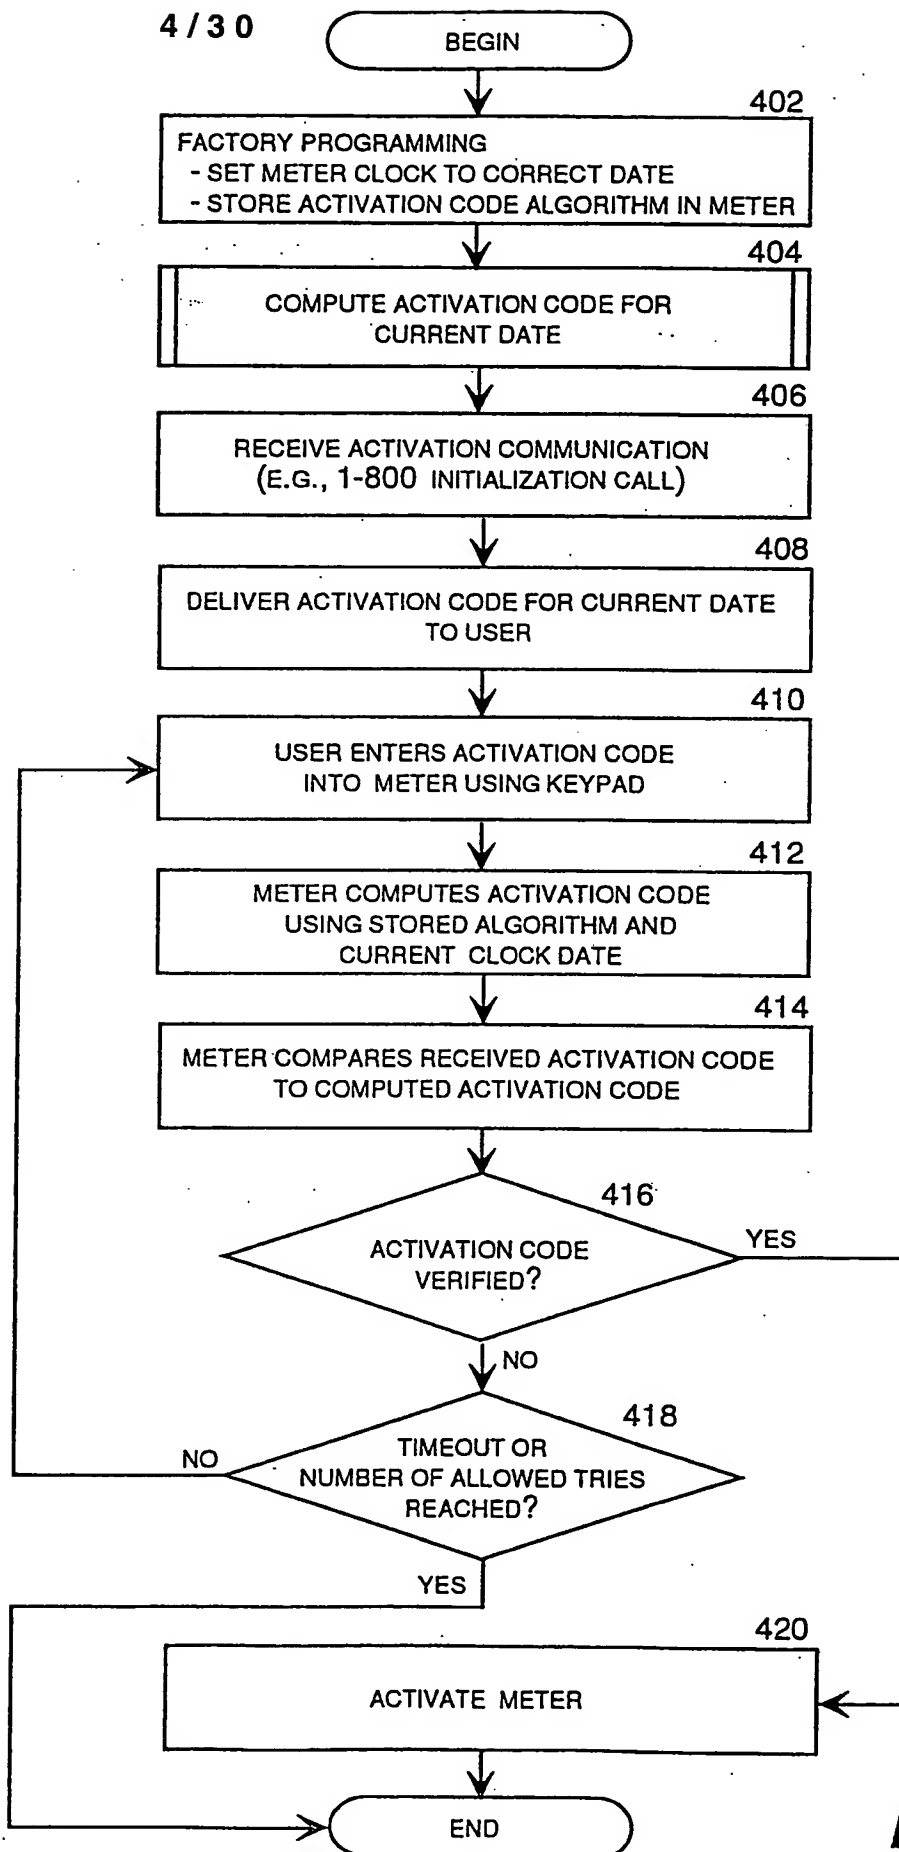 4/30
BEGIN
402
FACTORY PROGRAMMING
- SET METER CLOCK TO CORRECT DATE
- STORE ACTIVATION CODE ALGORITHM IN METER
404
COMPUTE ACTIVATION CODE FOR
CURRENT DATE
406
RECEIVE ACTIVATION COMMUNICATION
(E.G., 1-800 INITIALIZATION CALL)
408
DELIVER ACTIVATION CODE FOR CURRENT DATE
TO USER
410
USER ENTERS ACTIVATION CODE
INTO METER USING KEYPAD
412
METER COMPUTES ACTIVATION CODE
USING STORED ALGORITHM AND
CURRENT CLOCK DATE
414
METER COMPARES RECEIVED ACTIVATION CODE
TO COMPUTED ACTIVATION CODE
416
ACTIVATION CODE
VERIFIED?
YES
NO
418
TIMEOUT OR
NUMBER OF ALLOWED TRIES
REACHED?
NO
YES
420
ACTIVATE METER
END